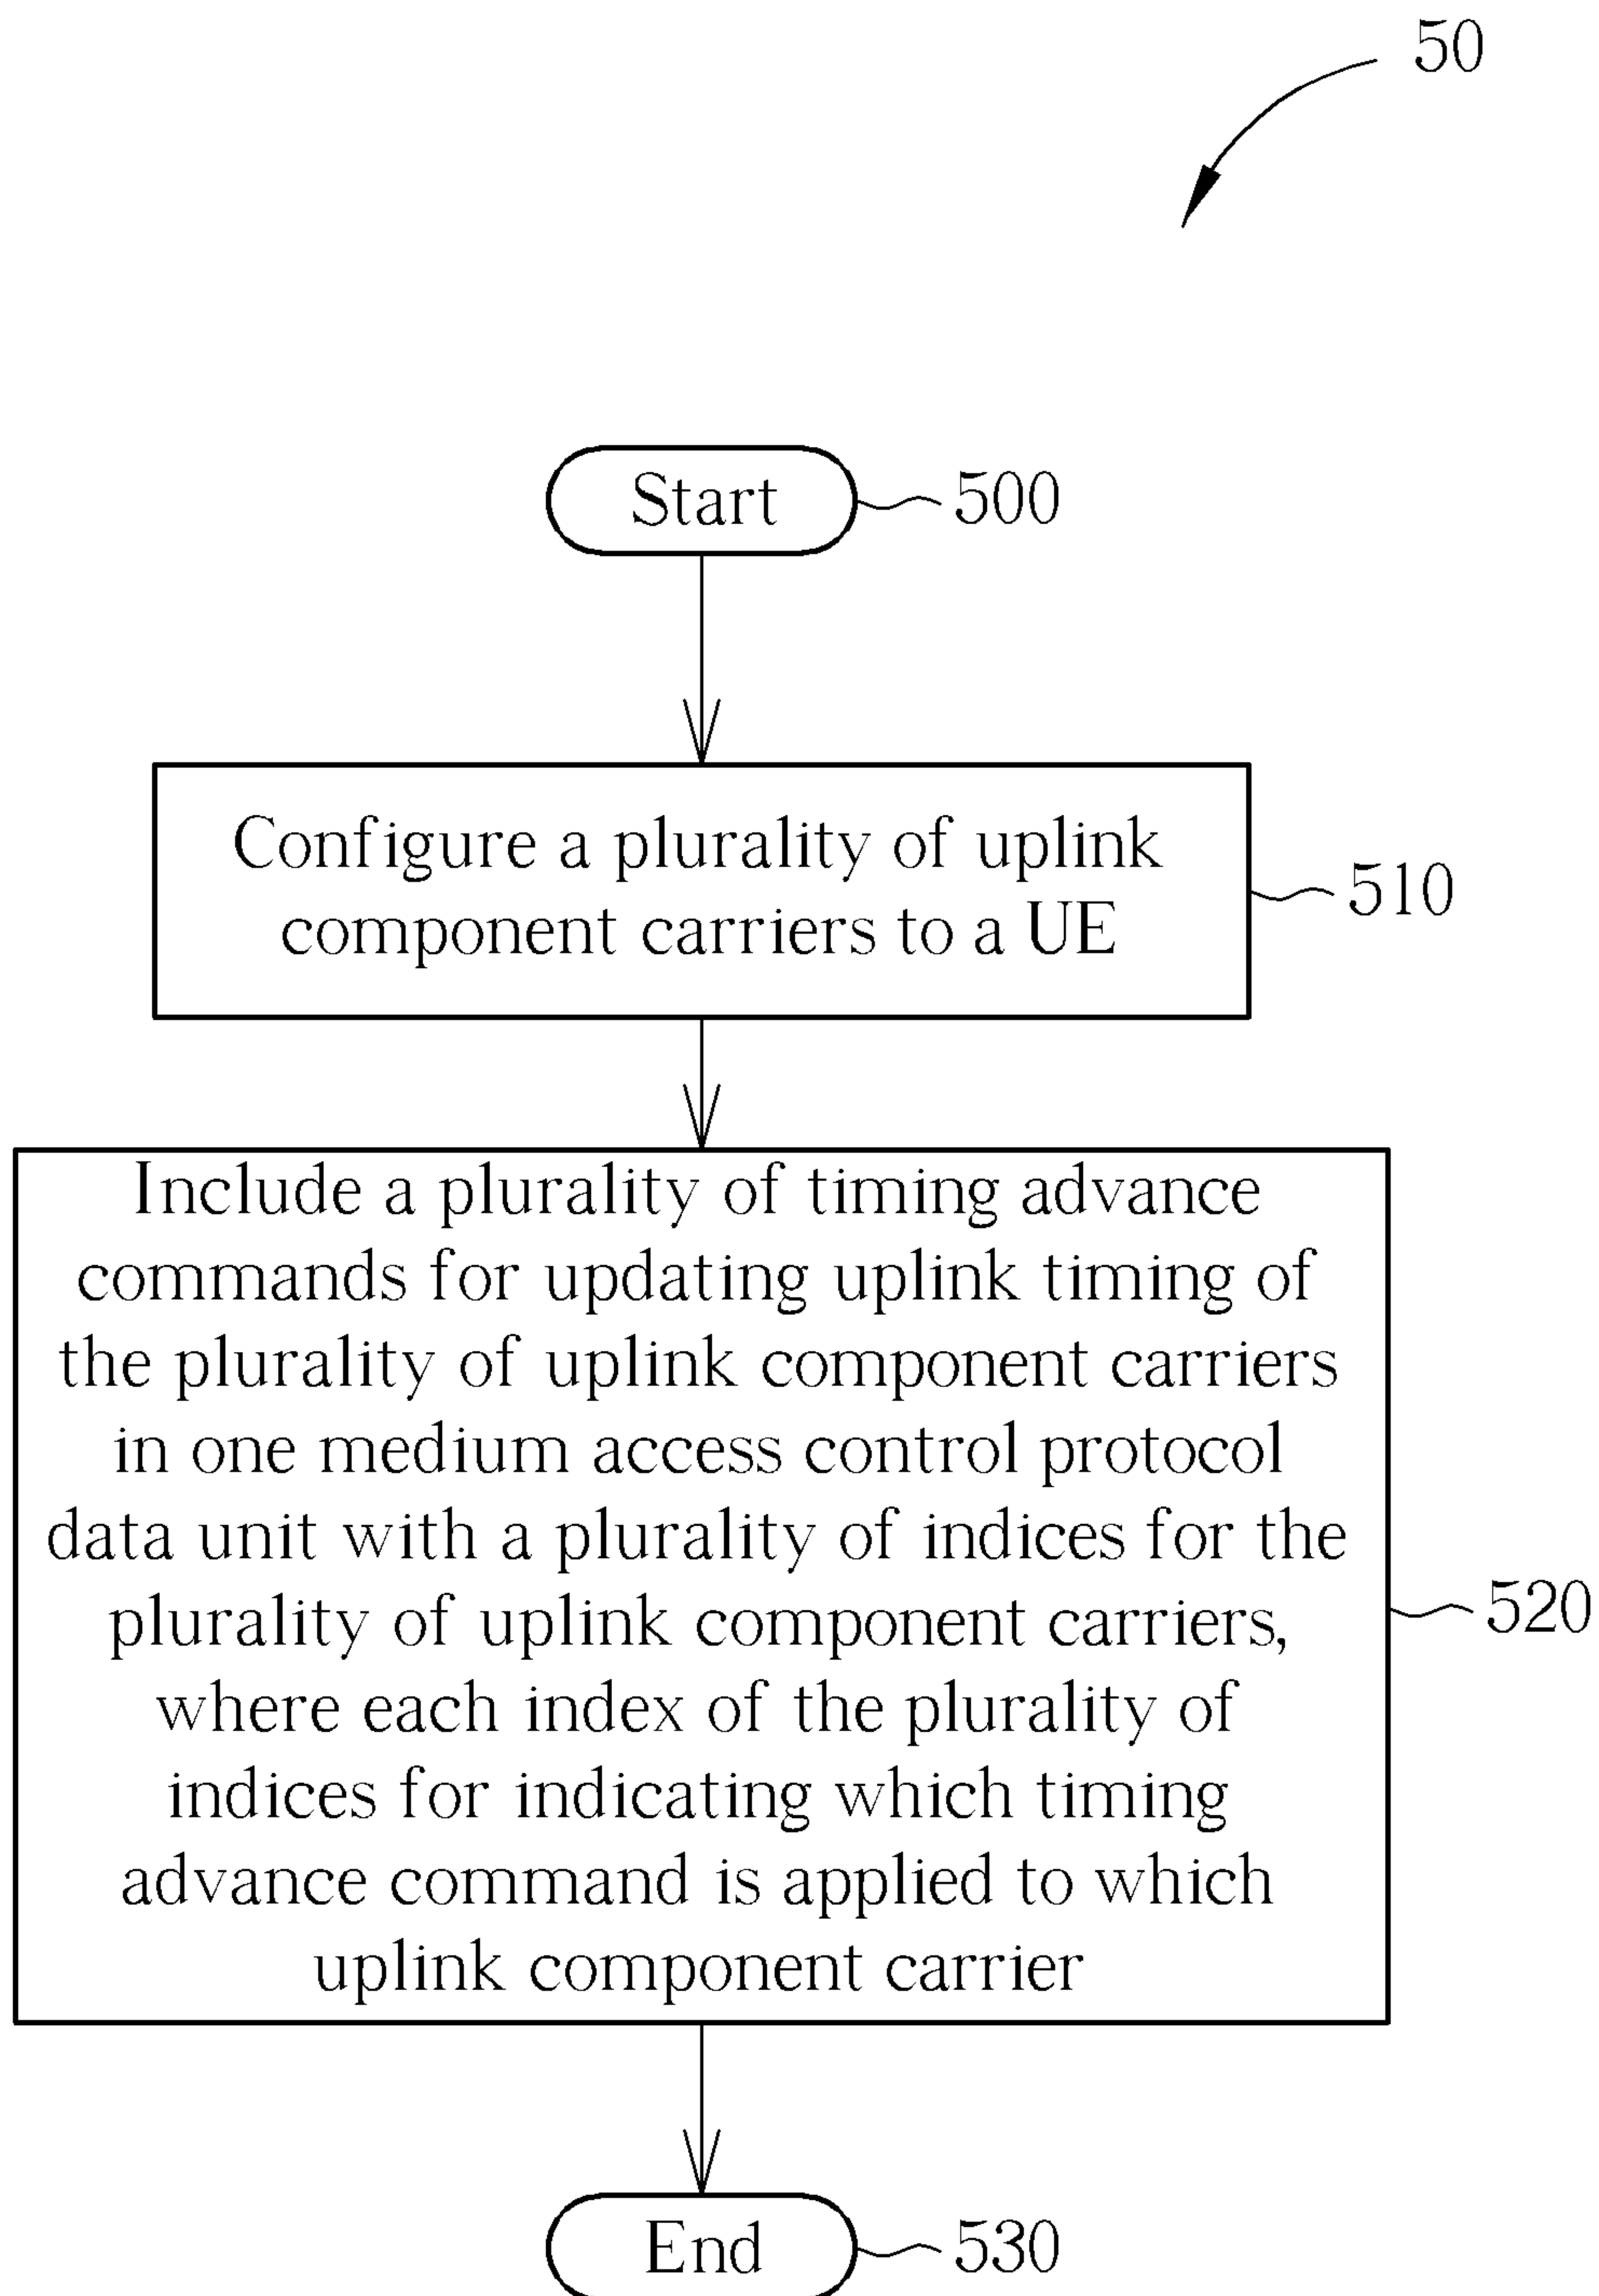 50
Start
500
Configure a plurality of uplink
component carriers to a UE
510
Include a plurality of timing advance
commands for updating uplink timing of
the plurality of uplink component carriers
in one medium access control protocol
data unit with a plurality of indices for the
plurality of uplink component carriers,
where each index of the plurality of
indices for indicating which timing
advance command is applied to which
uplink component carrier
520
End
530